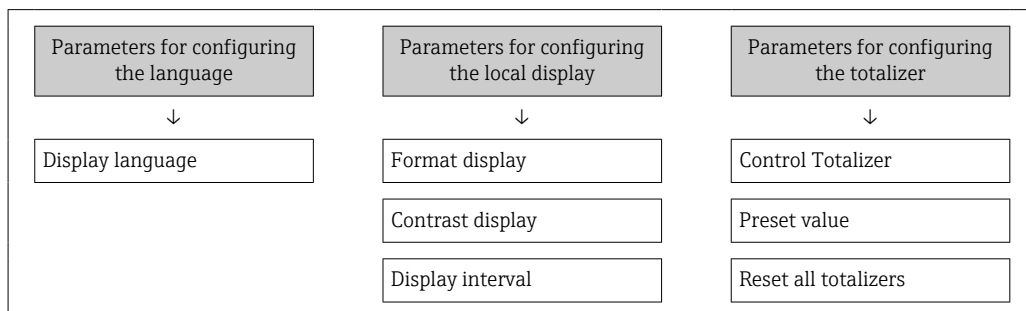 Parameters for configuring
the language
↓
Display language
Parameters for configuring
the local display
↓
Format display
Contrast display
Display interval
Parameters for configuring
the totalizer
↓
Control Totalizer
Preset value
Reset all totalizers